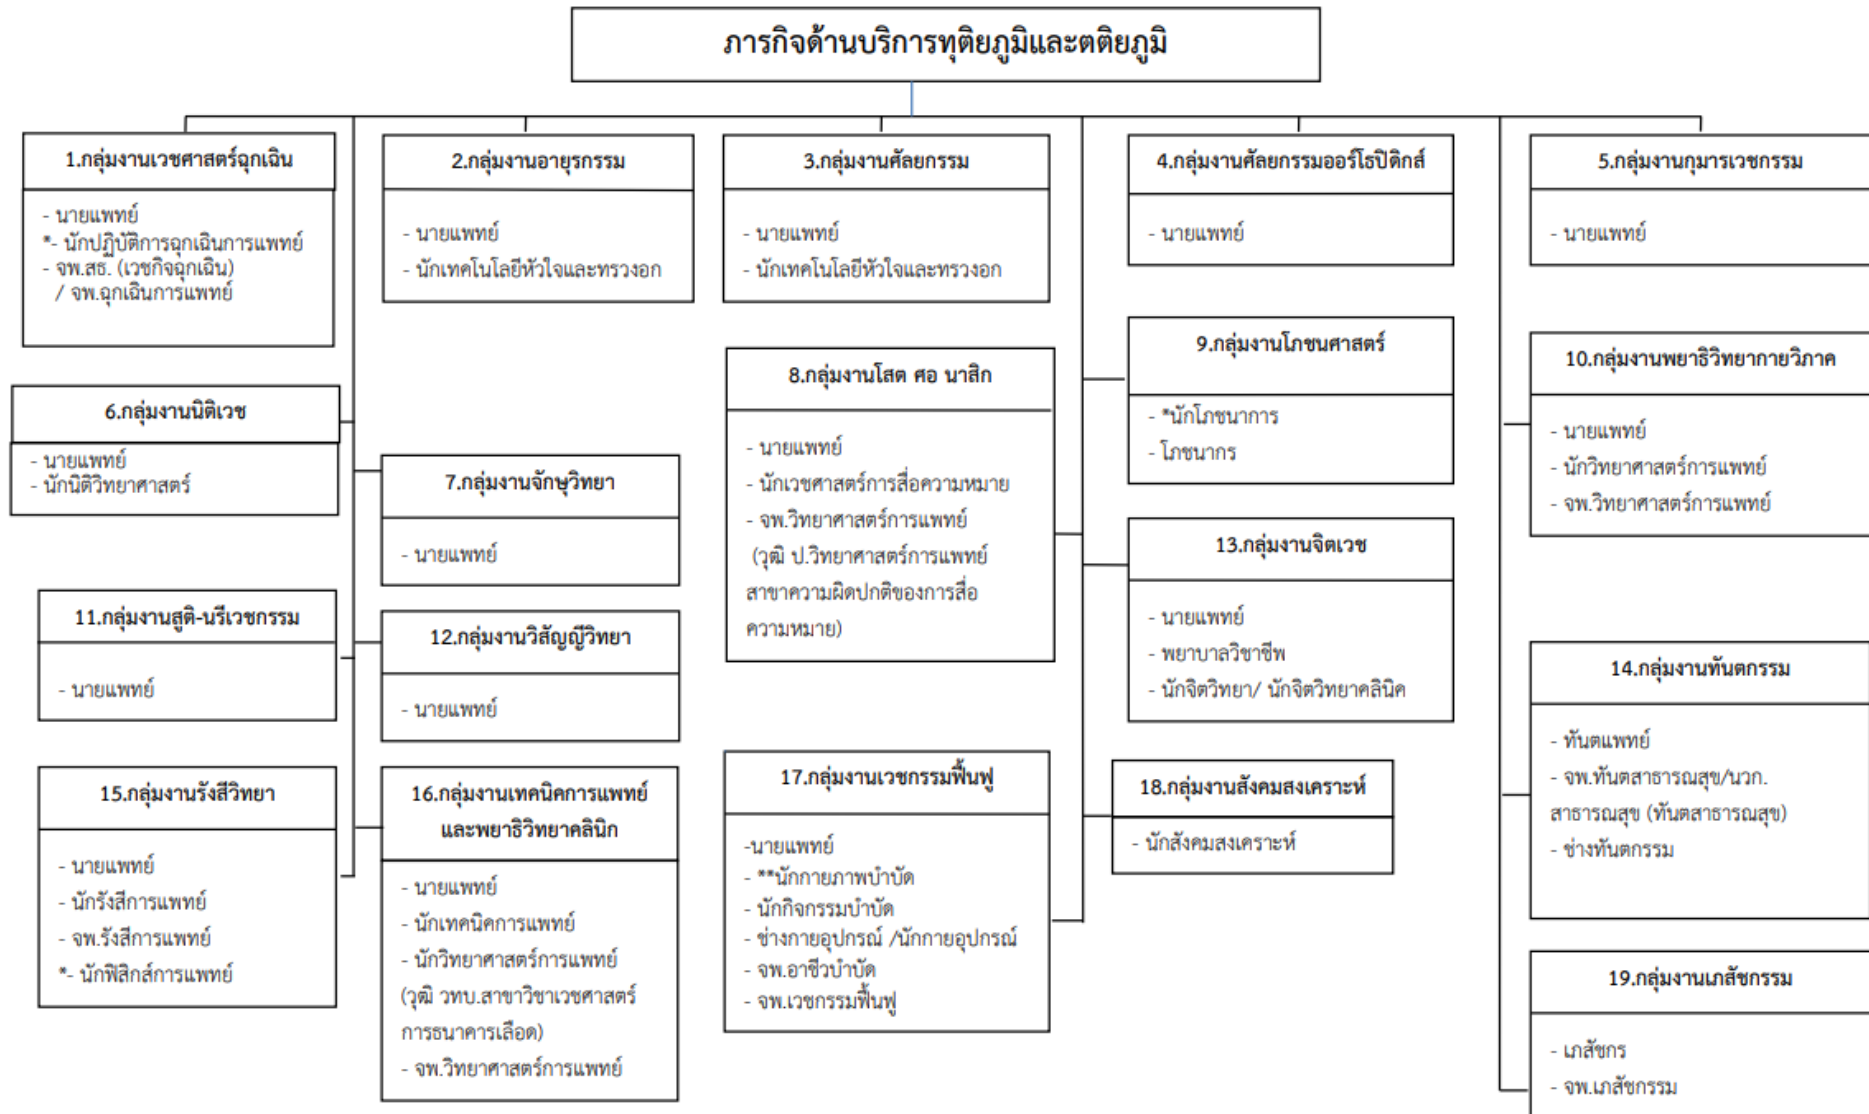 ภารกิจด้านบริการทุติยภูมิและตติยภูมิ
1.กลุ่มงานเวชศาสตร์ฉุกเฉิน
- นายแพทย์
*- นักปฏิบัติการฉุกเฉินการแพทย์
- จพ.สธ. (เวชกิจฉุกเฉิน)
/ จพ.ฉุกเฉินการแพทย์
2.กลุ่มงานอายุรกรรม
- นายแพทย์
- นักเทคโนโลยีหัวใจและทรวงอก
3.กลุ่มงานศัลยกรรม
- นายแพทย์
- นักเทคโนโลยีหัวใจและทรวงอก
4.กลุ่มงานศัลยกรรมออร์โธปิดิกส์
- นายแพทย์
5.กลุ่มงานกุมารเวชกรรม
- นายแพทย์
6.กลุ่มงานนิติเวช
- นายแพทย์
- นักนิติวิทยาศาสตร์
7.กลุ่มงานจักษุวิทยา
- นายแพทย์
8.กลุ่มงานโสต ศอ นาสิก
- นายแพทย์
- นักเวชศาสตร์การสื่อความหมาย
- จพ.วิทยาศาสตร์การแพทย์
(วุฒิ ป.วิทยาศาสตร์การแพทย์
สาขาความผิดปกติของการสื่อ
ความหมาย)
9.กลุ่มงานโภชนศาสตร์
- *นักโภชนาการ
- โภชนากร
10.กลุ่มงานพยาธิวิทยากายวิภาค
- นายแพทย์
- นักวิทยาศาสตร์การแพทย์
- จพ.วิทยาศาสตร์การแพทย์
11.กลุ่มงานสูติ-นรีเวชกรรม
- นายแพทย์
12.กลุ่มงานวิสัญญีวิทยา
- นายแพทย์
13.กลุ่มงานจิตเวช
- นายแพทย์
- พยาบาลวิชาชีพ
- นักจิตวิทยา/ นักจิตวิทยาคลินิค
14.กลุ่มงานทันตกรรม
- ทันตแพทย์
- จพ.ทันตสาธารณสุข/นวก.
สาธารณสุข (ทันตสาธารณสุข)
- ช่างทันตกรรม
15.กลุ่มงานรังสีวิทยา
- นายแพทย์
- นักรังสีการแพทย์
- จพ.รังสีการแพทย์
*- นักฟิสิกส์การแพทย์
16.กลุ่มงานเทคนิคการแพทย์
และพยาธิวิทยาคลินิก
- นายแพทย์
- นักเทคนิคการแพทย์
- นักวิทยาศาสตร์การแพทย์
(วุฒิ วทบ.สาขาวิชาเวชศาสตร์
การธนาคารเลือด)
- จพ.วิทยาศาสตร์การแพทย์
17.กลุ่มงานเวชกรรมฟื้นฟู
-นายแพทย์
- **นักกายภาพบำบัด
- นักกิจกรรมบำบัด
- ช่างกายอุปกรณ์ /นักกายอุปกรณ์
- จพ.อาชีวบำบัด
- จพ.เวชกรรมฟื้นฟู
18.กลุ่มงานสังคมสงเคราะห์
- นักสังคมสงเคราะห์
19.กลุ่มงานเภสัชกรรม
- เภสัชกร
- จพ.เภสัชกรรม